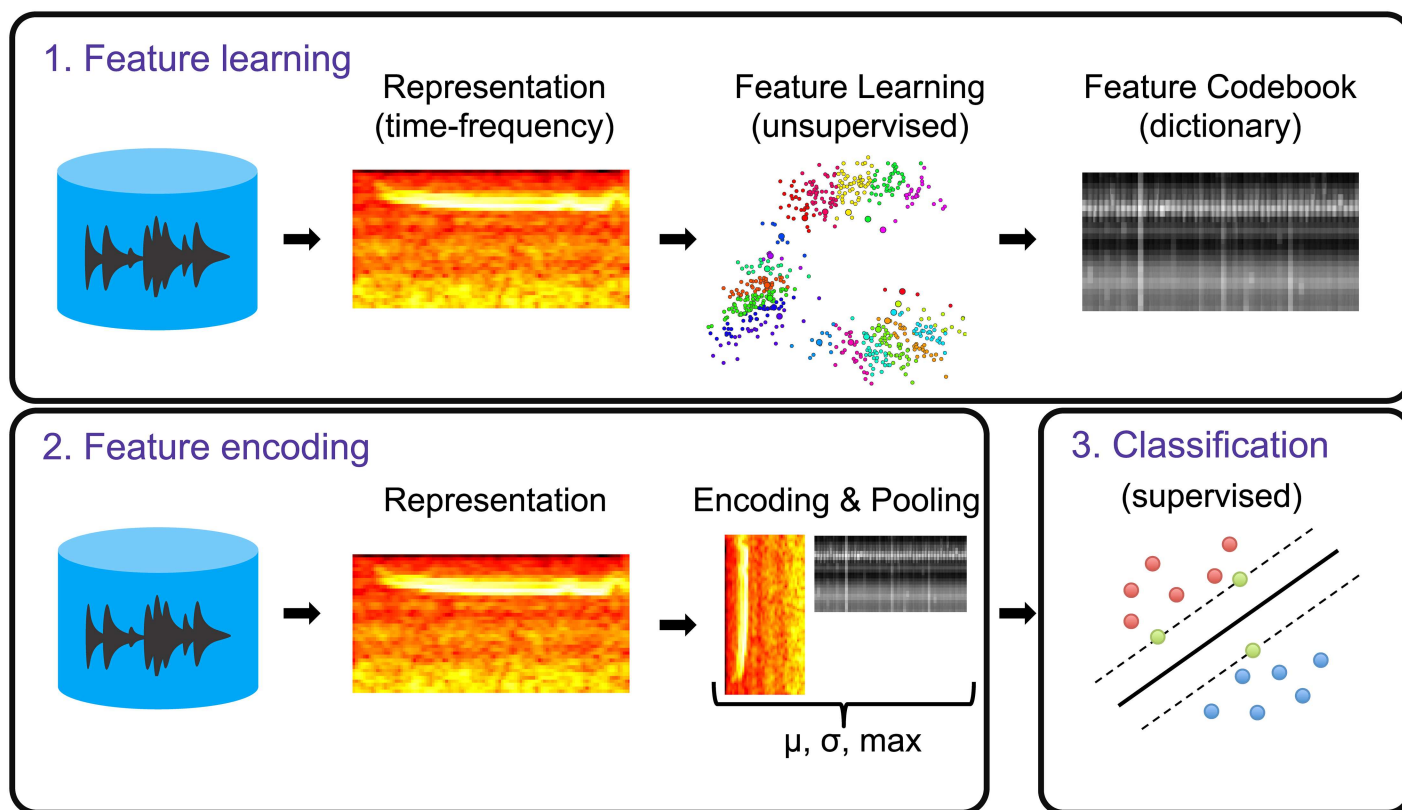 1. Feature learning
Representation
(time-frequency)
Feature Learning
(unsupervised)
Feature Codebook
(dictionary)
2. Feature encoding
Representation
Encoding & Pooling
μ, σ, max
3. Classification
(supervised)